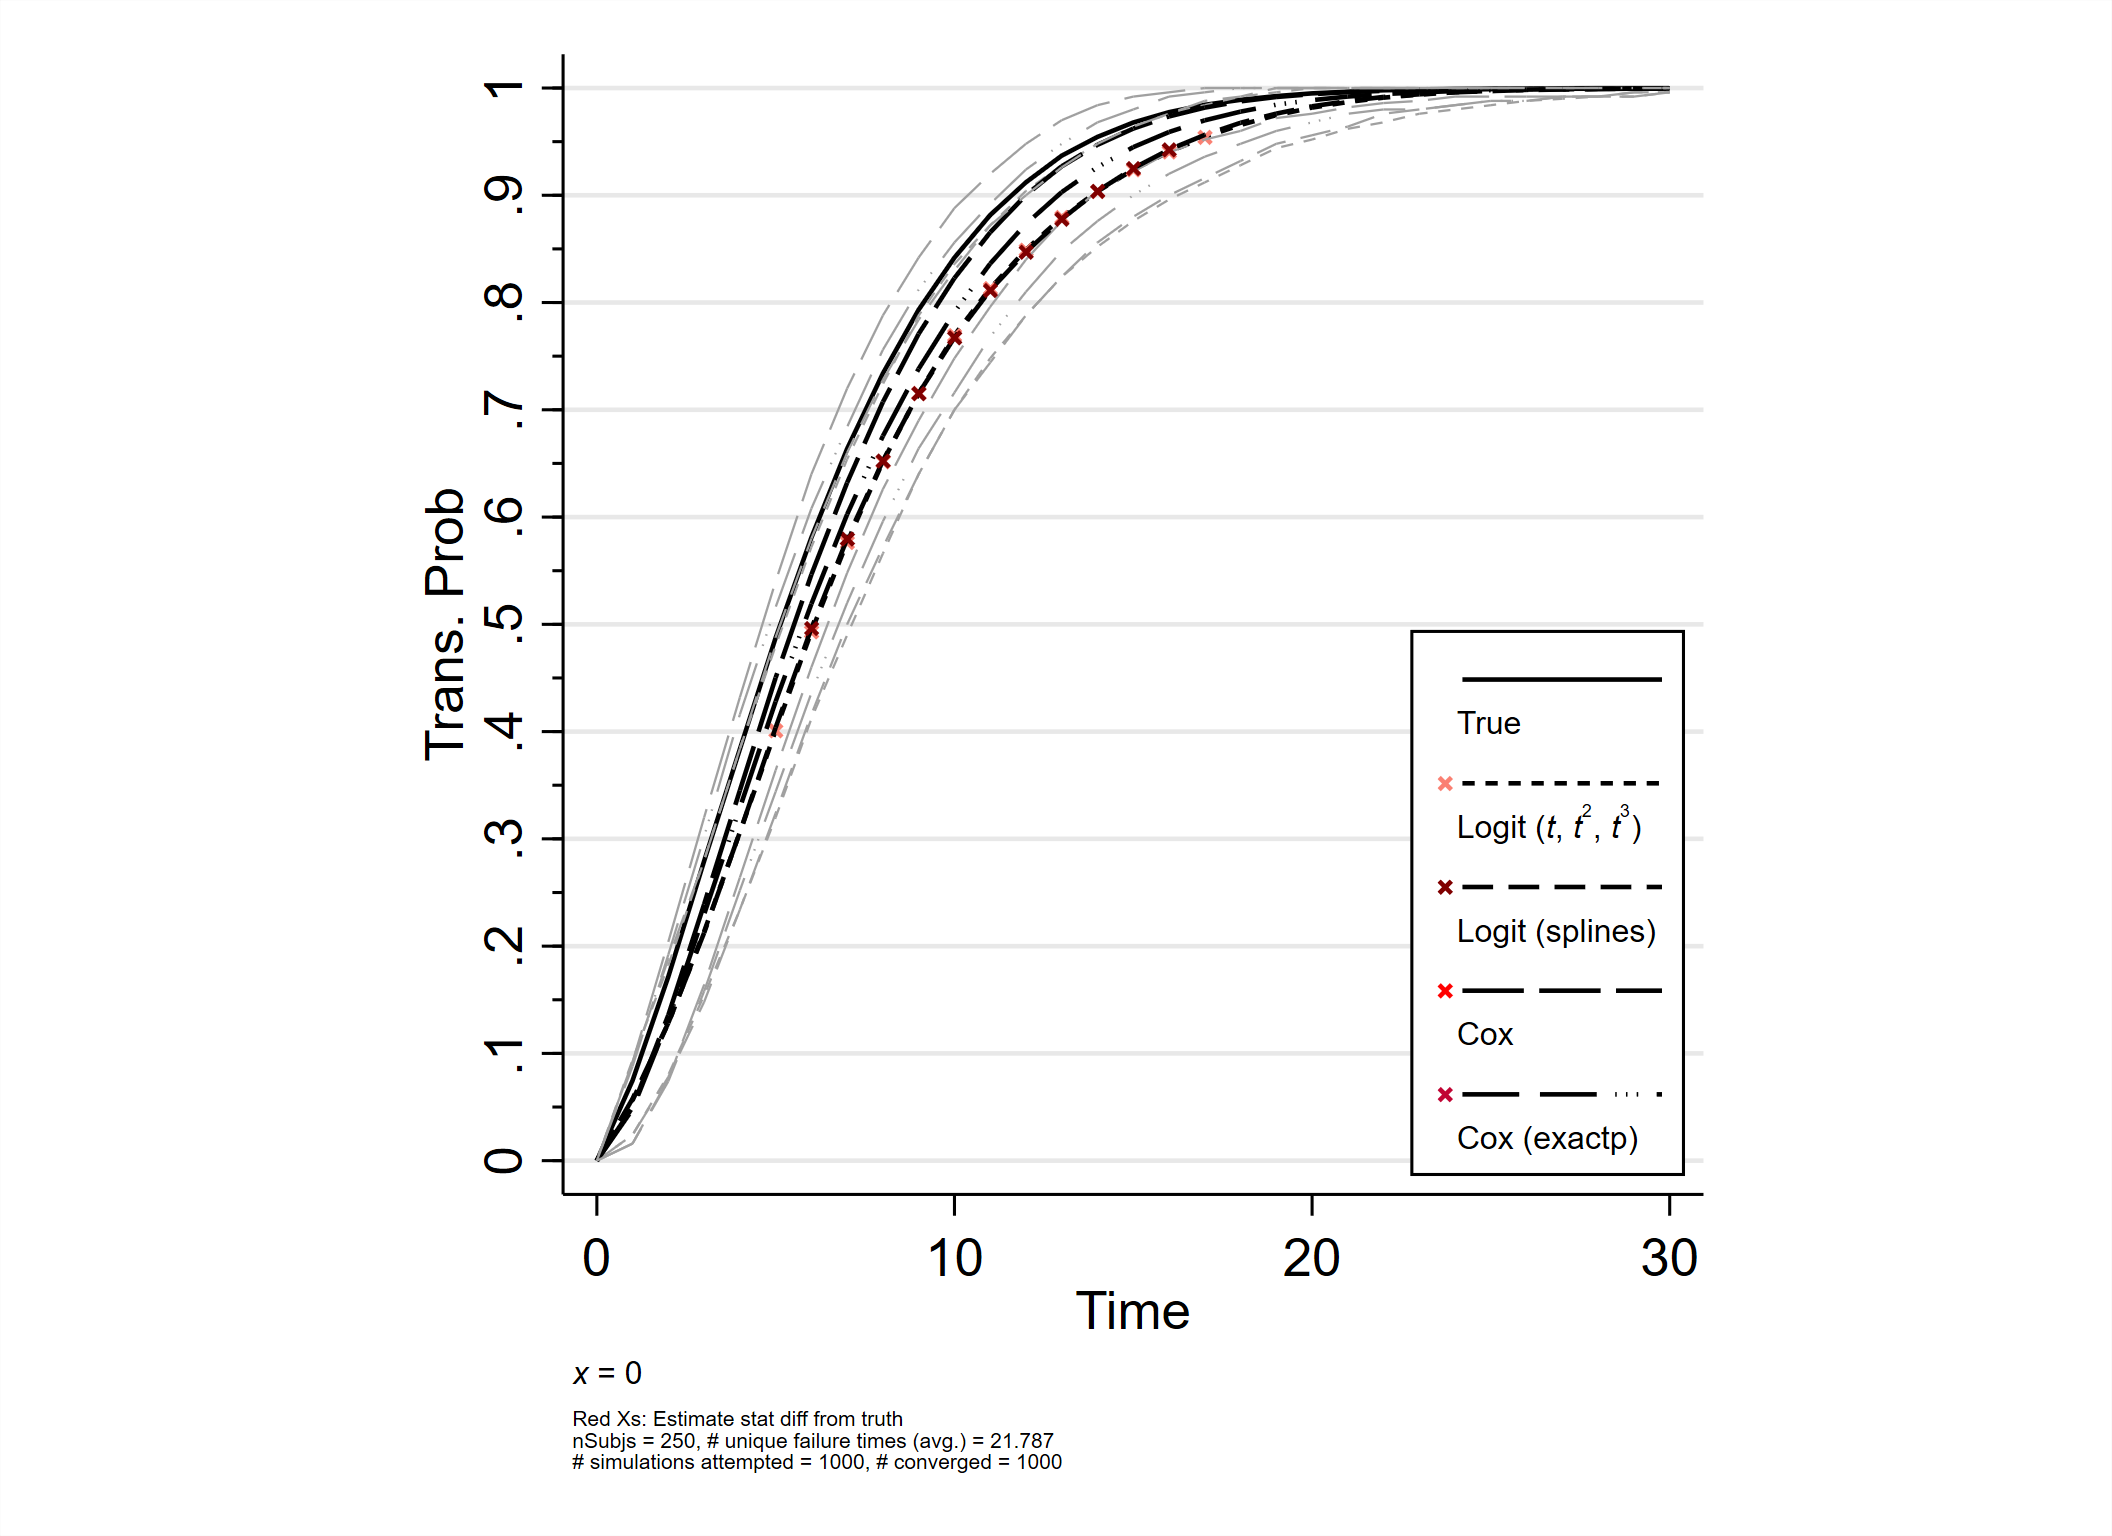 Trans. Prob
1
.9
.8
.7
.6
.5
.4
.3
.2
.1
0
True
Logit (t, t², t³)
Logit (splines)
Cox
Cox (exactp)
0 10 20 30
Time
x = 0
Red Xs: Estimate stat diff from truth
nSubjs = 250, # unique failure times (avg.) = 21.787
# simulations attempted = 1000, # converged = 1000